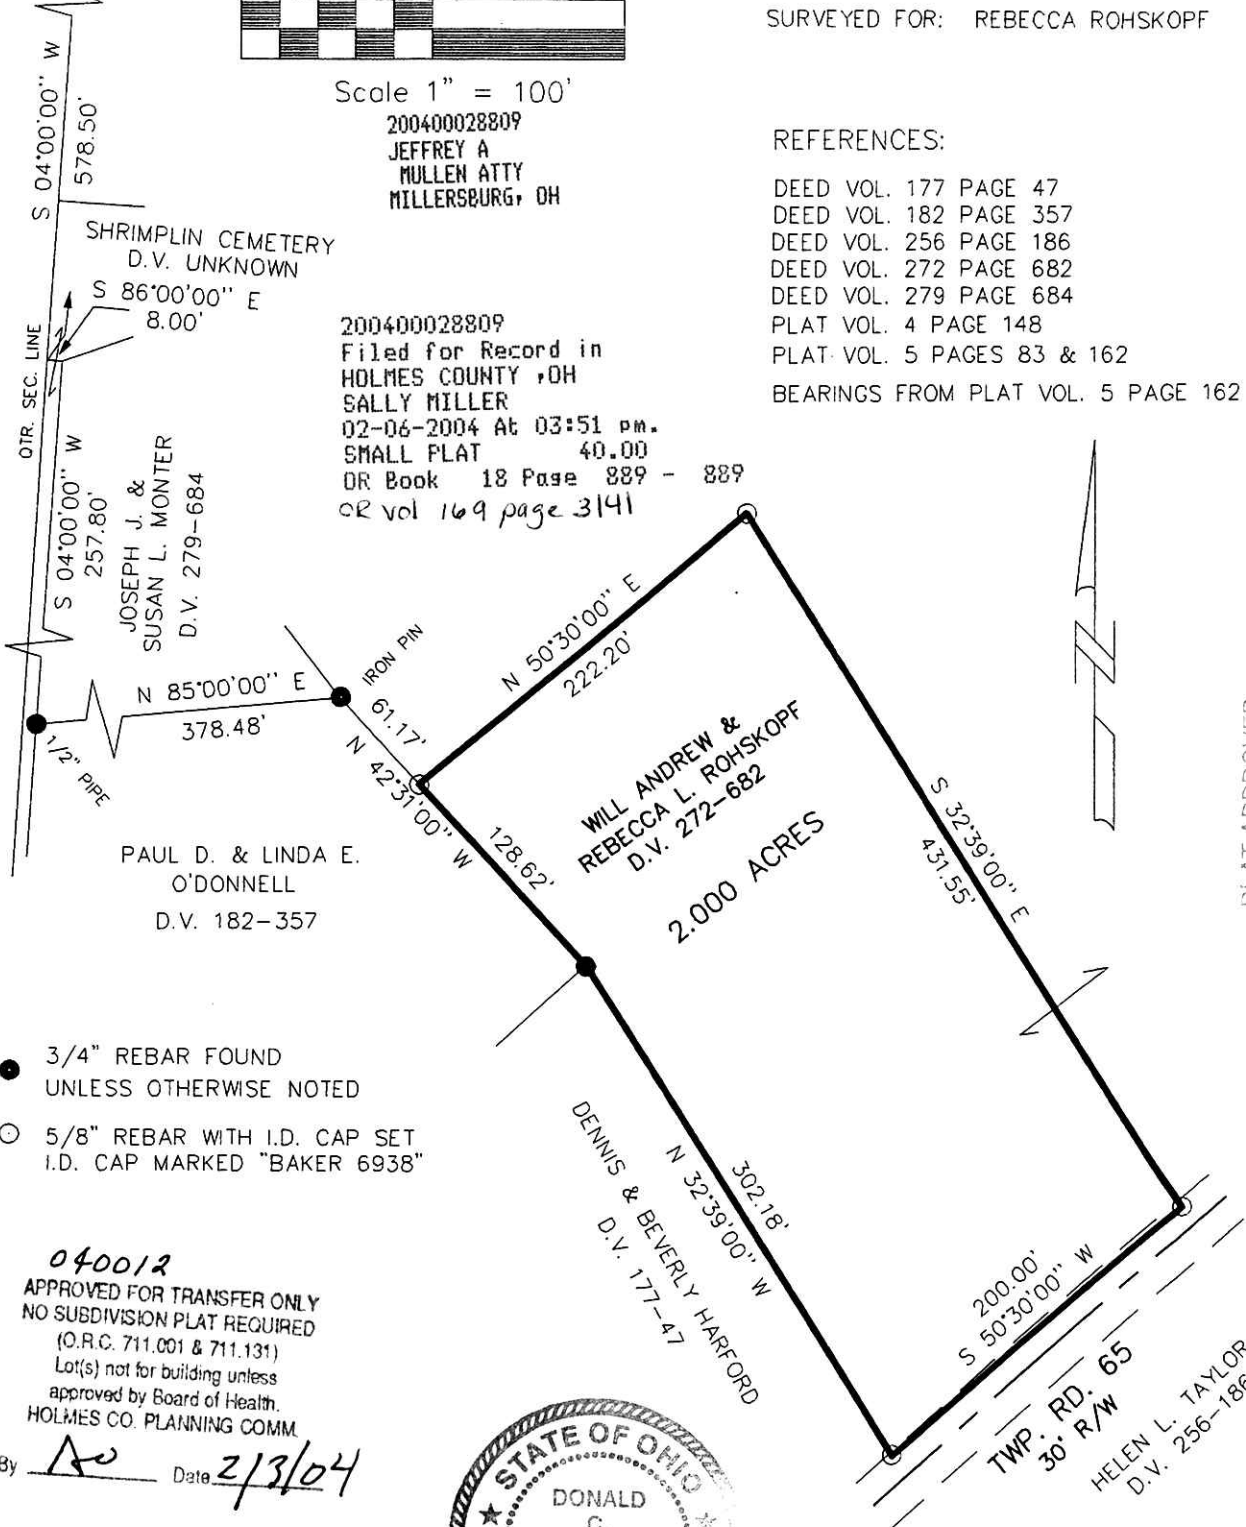 SURVEYED FOR: REBECCA ROHSKOPF
Scale 1" = 100'
200400028809
JEFFREY A
MULLEN ATTY
MILLERSBURG, OH
REFERENCES:
DEED VOL. 177 PAGE 47
DEED VOL. 182 PAGE 357
DEED VOL. 256 PAGE 186
DEED VOL. 272 PAGE 682
DEED VOL. 279 PAGE 684
PLAT VOL. 4 PAGE 148
PLAT VOL. 5 PAGES 83 & 162
BEARINGS FROM PLAT VOL. 5 PAGE 162
S 04°00'00" W
578.50'
SHRIMPLIN CEMETERY
D.V. UNKNOWN
S 86°00'00" E
8.00'
QTR. SEC. LINE
S 04°00'00" W
257.80'
JOSEPH J. &
SUSAN L. MONTER
D.V. 279-684
200400028809
Filed for Record in
HOLMES COUNTY ,OH
SALLY MILLER
02-06-2004 At 03:51 pm.
SMALL PLAT 40.00
OR Book 18 Page 889 - 889
OR vol 169 page 3141
N 85°00'00" E
378.48'
IRON PIN
1/2" PIPE
61.17'
N 42°31'00" W
128.62'
N 50°30'00" E
222.20'
WILL ANDREW &
REBECCA L. ROHSKOPF
D.V. 272-682
2.000 ACRES
S 32°39'00" E
431.55'
N
PLAT APPROVED
PAUL D. & LINDA E.
O'DONNELL
D.V. 182-357
3/4" REBAR FOUND
UNLESS OTHERWISE NOTED
5/8" REBAR WITH I.D. CAP SET
I.D. CAP MARKED "BAKER 6938"
DENNIS & BEVERLY HARFORD
D.V. 177-47
302.18'
N 32°39'00" W
200.00'
S 50°30'00" W
TWP. RD. 65
30' R/W
HELEN L. TAYLOR
D.V. 256-186
040012
APPROVED FOR TRANSFER ONLY
NO SUBDIVISION PLAT REQUIRED
(O.R.C. 711.001 & 711.131)
Lot(s) not for building unless
approved by Board of Health.
HOLMES CO. PLANNING COMM.
By Date 2/3/04
STATE OF OHIO
DONALD